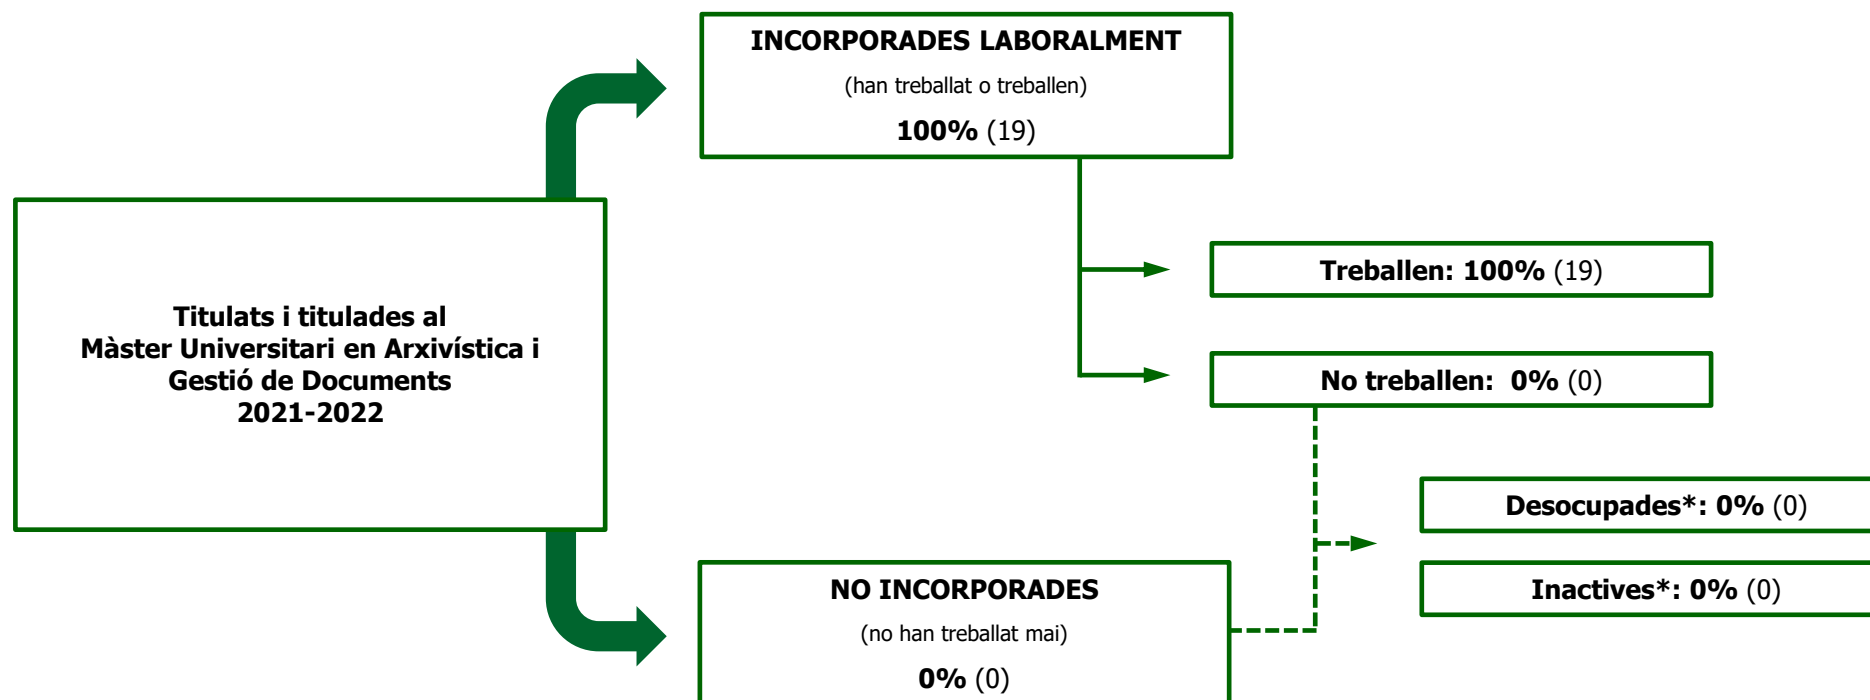 INCORPORADES LABORALMENT
(han treballat o treballen)
100% (19)
Treballen: 100% (19)
Titulats i titulades al
Màster Universitari en Arxivística i
Gestió de Documents
2021-2022
No treballen: 0% (0)
Desocupades*: 0% (0)
Inactives*: 0% (0)
NO INCORPORADES
(no han treballat mai)
0% (0)